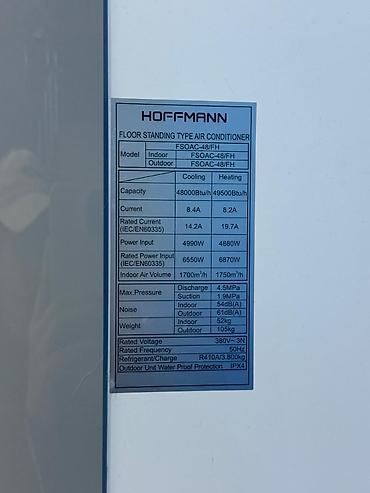 HOFFMANN
FLOOR STANDING TYPE AIR CONDITIONER
Model FSOAC-48/FH
Indoor FSOAC-48/FH
Outdoor FSOAC-48/FH
Cooling Heating
Capacity 48000Btu/h 49500Btu/h
Current 8.4A 8.2A
Rated Current (IEC/EN60335) 14.2A 19.7A
Power Input 4990W 4880W
Rated Power Input (IEC/EN60335) 6550W 6870W
Indoor Air Volume 1700m³/h 1750m³/h
Max.Pressure Discharge 4.5MPa
Suction 1.9MPa
Noise Indoor 54dB(A)
Outdoor 61dB(A)
Weight Indoor 52kg
Outdoor 105kg
Rated Voltage 380V~ 3N
Rated Frequency 50Hz
Refrigerant/Charge R410A/3.800kg
Outdoor Unit Water Proof Protection IPX4